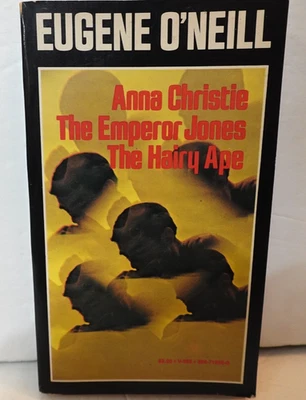 EUGENE O'NEILL
Anna Christie
The Emperor Jones
The Hairy Ape